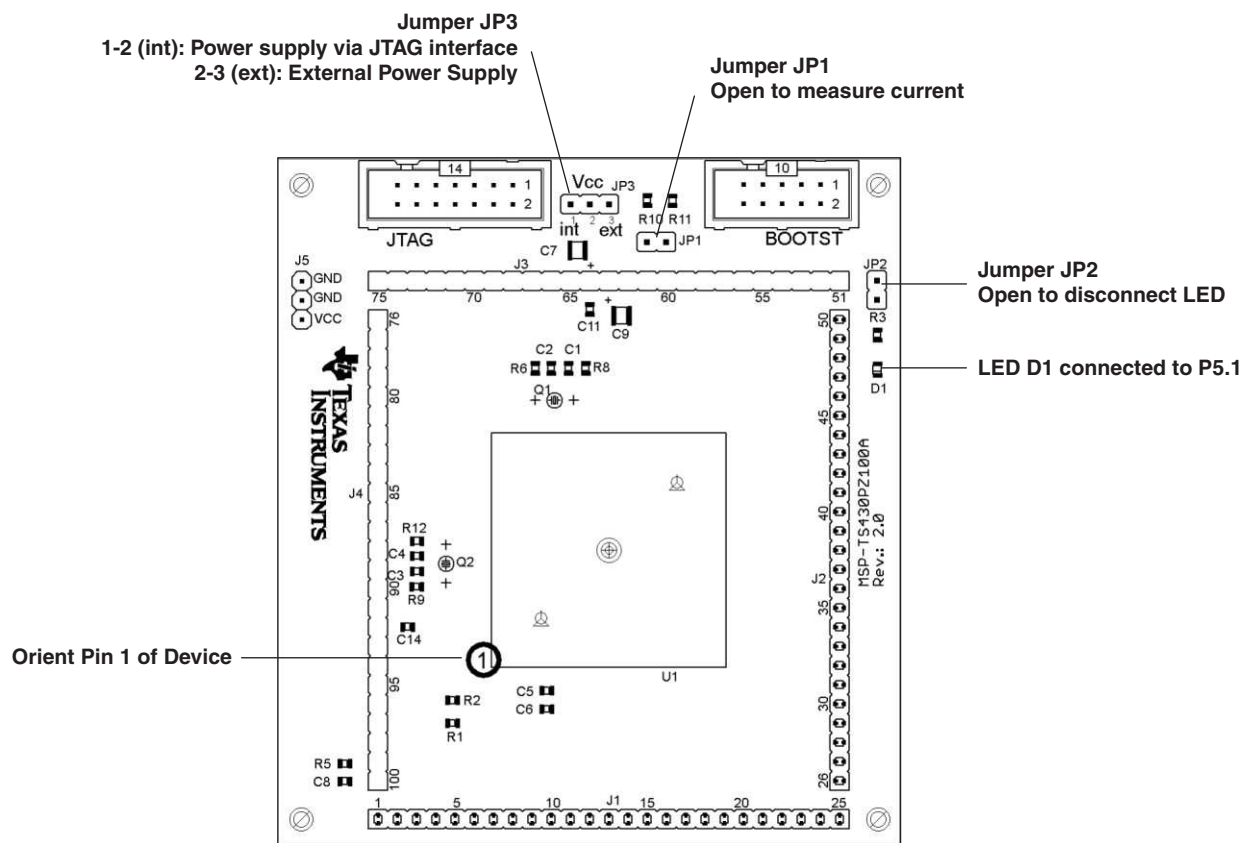 Jumper JP3
1-2 (int): Power supply via JTAG interface
2-3 (ext): External Power Supply
Jumper JP1
Open to measure current
14
1
2
JTAG
Vcc
JP3
1 2 3
int ext
R10 R11
JP1
10
1
2
BOOTST
C7
+
J5
GND
GND
VCC
J3
75 70 65 60 55 51
JP2
Jumper JP2
Open to disconnect LED
R3
LED D1 connected to P5.1
D1
+
C11 C9
C2 C1
R6 R8
Q1
+ +
76
80
85
90
95
100
J4
TEXAS
INSTRUMENTS
R12
C4
C3
R9
+
Q2
+
C14
Orient Pin 1 of Device
1
U1
C5
C6
R2
R1
R5
C8
50
45
40
35
30
26
J2
MSP-TS430PZ100A
Rev.: 2.0
J1
1 5 10 15 20 25